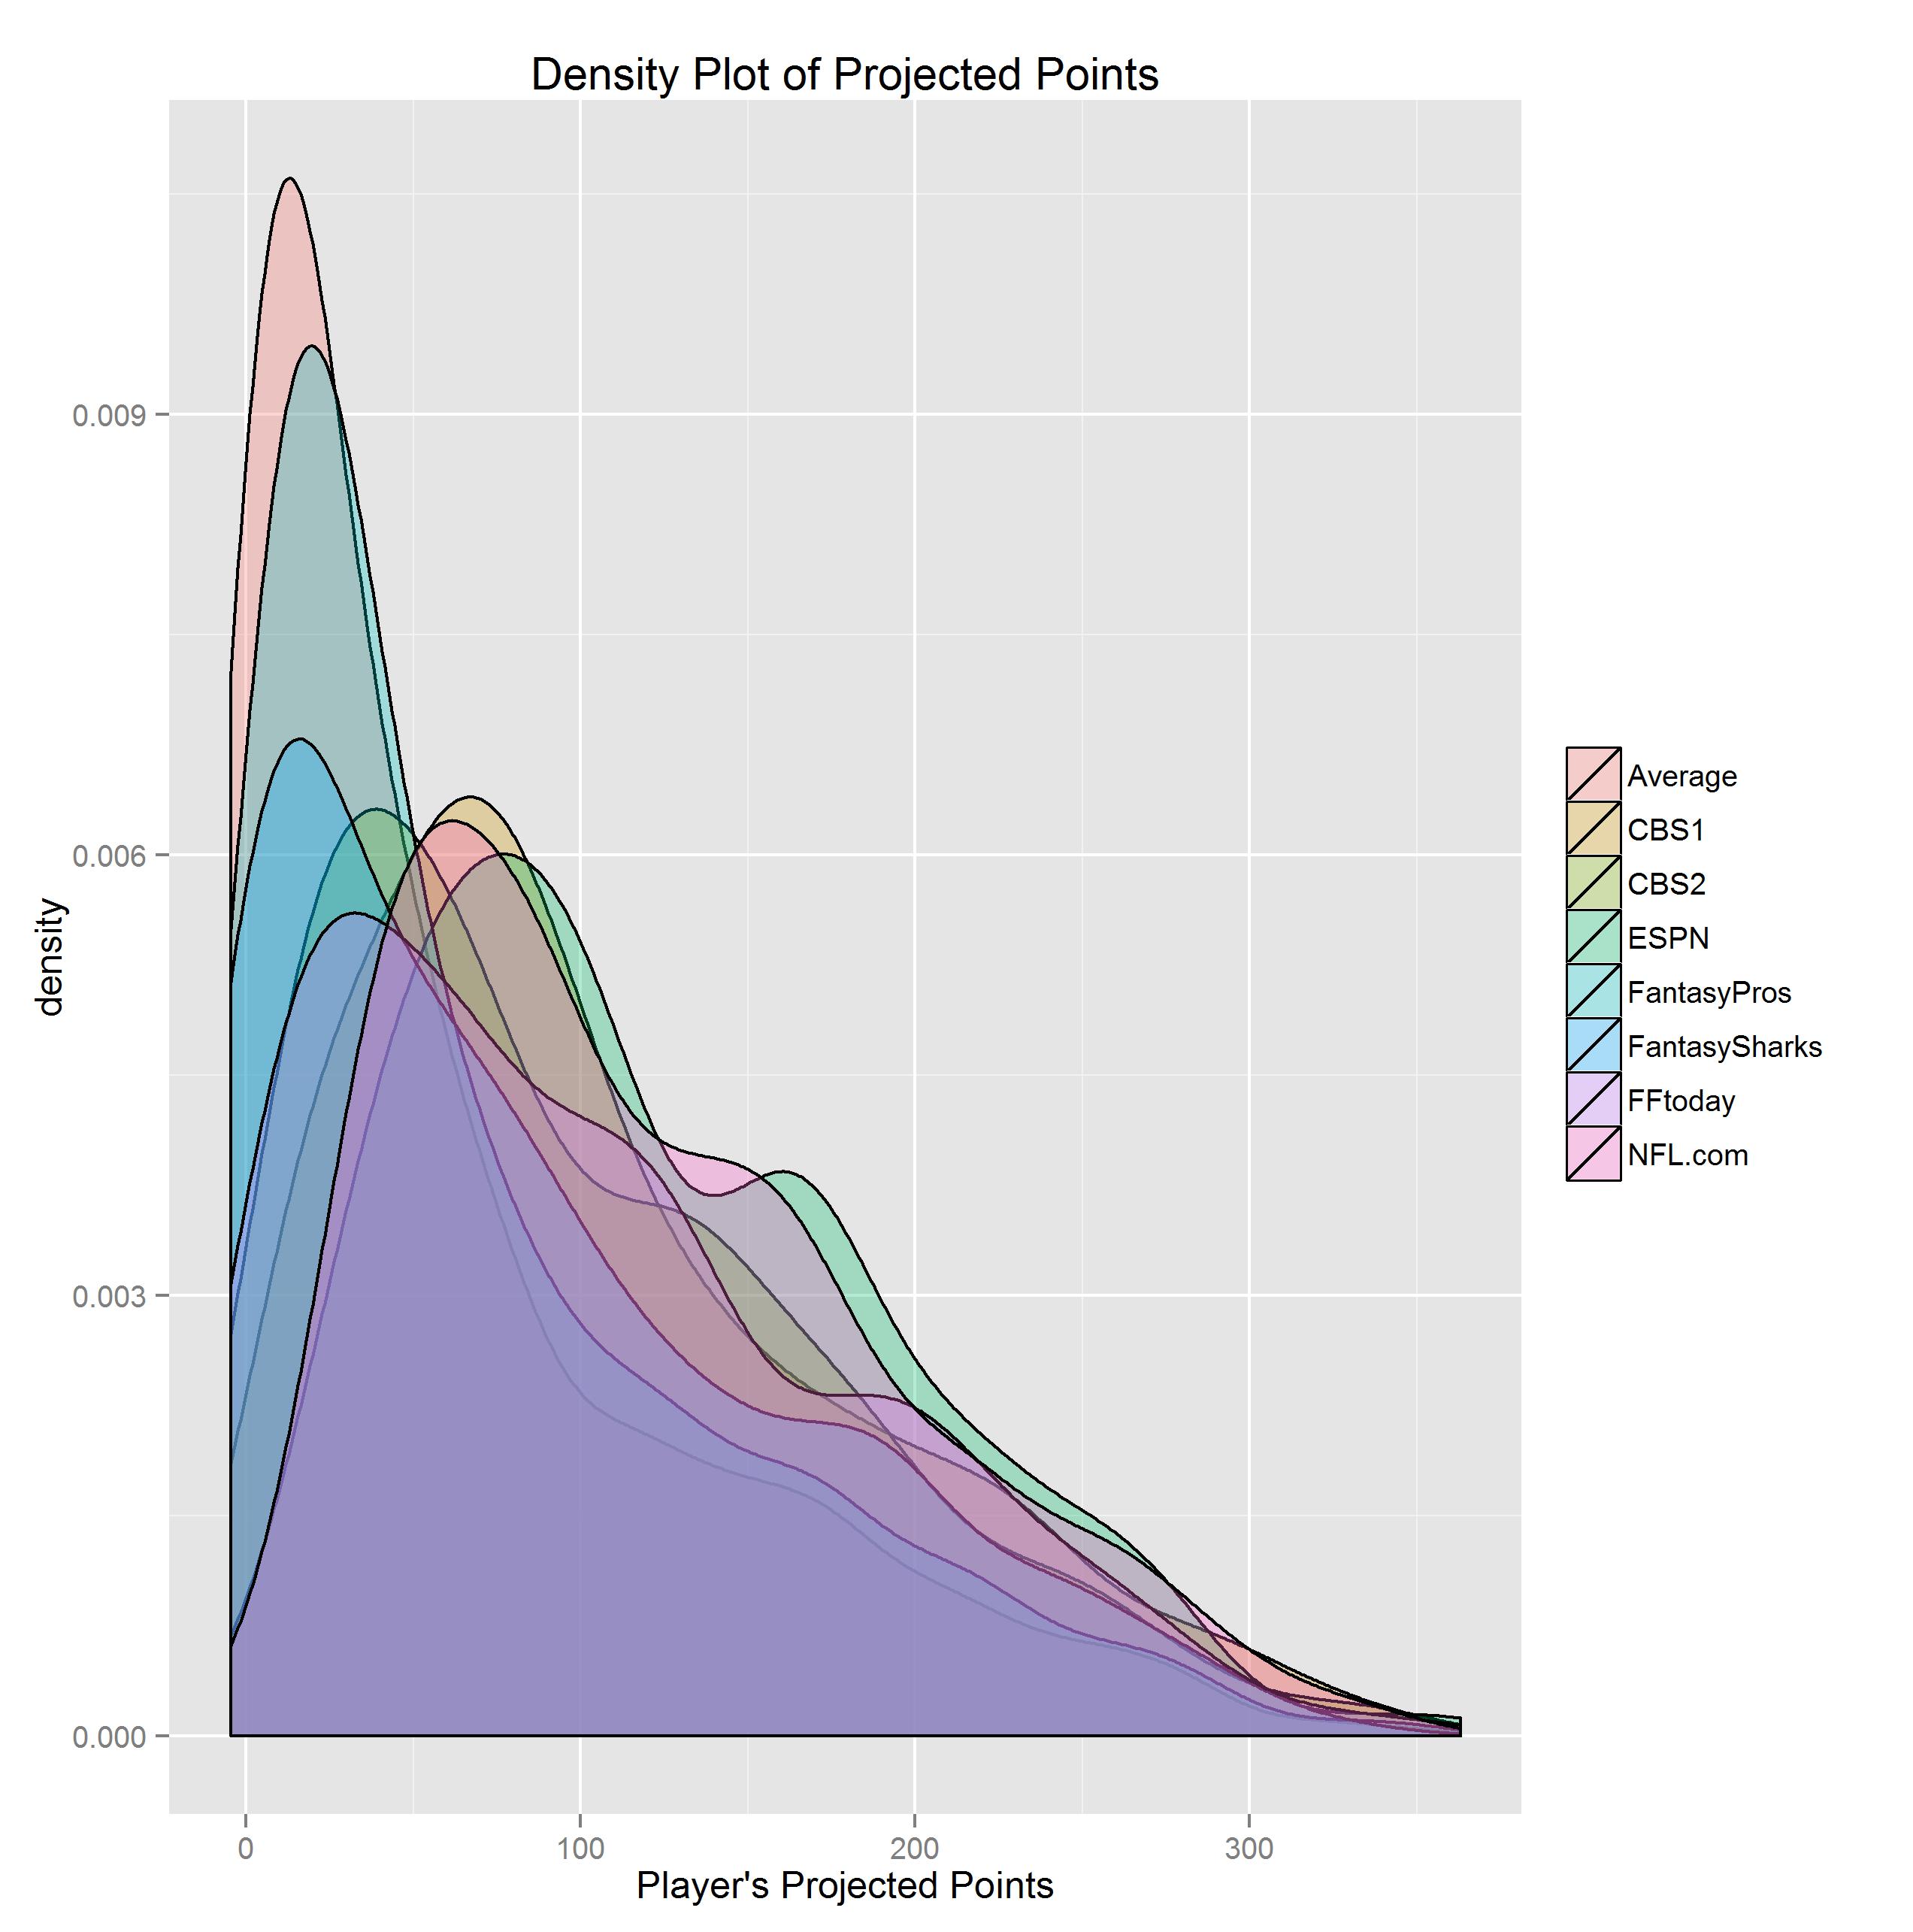 Density Plot of Projected Points
density
0.009
0.006
0.003
0.000
0
100
200
300
Player's Projected Points
Average
CBS1
CBS2
ESPN
FantasyPros
FantasySharks
FFtoday
NFL.com